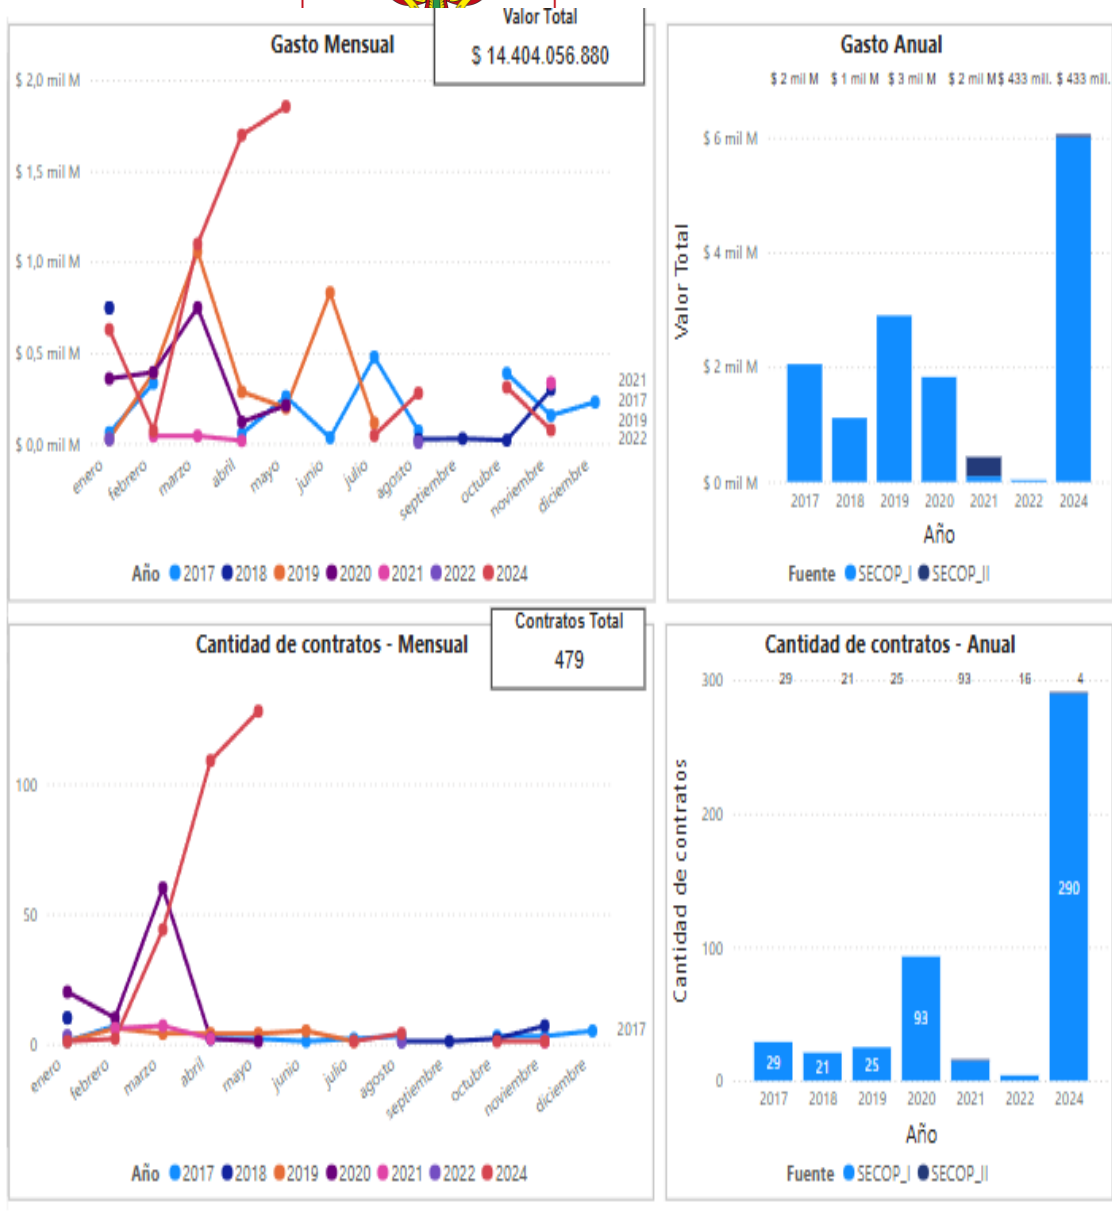 Valor Total
$ 14.404.056.880
Gasto Mensual
$ 2,0 mil M
$ 1,5 mil M
$ 1,0 mil M
$ 0,5 mil M
$ 0,0 mil M
2021
2017
2019
2022
enero
febrero
marzo
abril
mayo
junio
julio
agosto
septiembre
octubre
noviembre
diciembre
Año 2017 2018 2019 2020 2021 2022 2024
Gasto Anual
$ 2 mil M $ 1 mil M $ 3 mil M $ 2 mil M $ 433 mill. $ 433 mill.
Valor Total
$ 6 mil M
$ 4 mil M
$ 2 mil M
$ 0 mil M
2017 2018 2019 2020 2021 2022 2024
Año
Fuente SECOP_I SECOP_II
Contratos Total
479
Cantidad de contratos - Mensual
100
50
0
2017
enero
febrero
marzo
abril
mayo
junio
julio
agosto
septiembre
octubre
noviembre
diciembre
Año 2017 2018 2019 2020 2021 2022 2024
Cantidad de contratos - Anual
29 21 25 93 16 4
Cantidad de contratos
300
200
100
0
29 21 25 93 290
2017 2018 2019 2020 2021 2022 2024
Año
Fuente SECOP_I SECOP_II